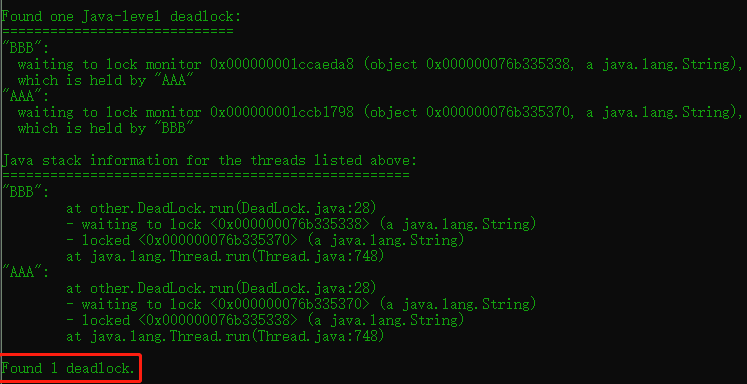 Found one Java-level deadlock:
=============================
"BBB":
  waiting to lock monitor 0x000000001ccaeda8 (object 0x000000076b335338, a java.lang.String),
  which is held by "AAA"
"AAA":
  waiting to lock monitor 0x000000001ccb1798 (object 0x000000076b335370, a java.lang.String),
  which is held by "BBB"
Java stack information for the threads listed above:
===================================================
"BBB":
        at other.DeadLock.run(DeadLock.java:28)
        - waiting to lock <0x000000076b335338> (a java.lang.String)
        - locked <0x000000076b335370> (a java.lang.String)
        at java.lang.Thread.run(Thread.java:748)
"AAA":
        at other.DeadLock.run(DeadLock.java:28)
        - waiting to lock <0x000000076b335370> (a java.lang.String)
        - locked <0x000000076b335338> (a java.lang.String)
        at java.lang.Thread.run(Thread.java:748)
Found 1 deadlock.